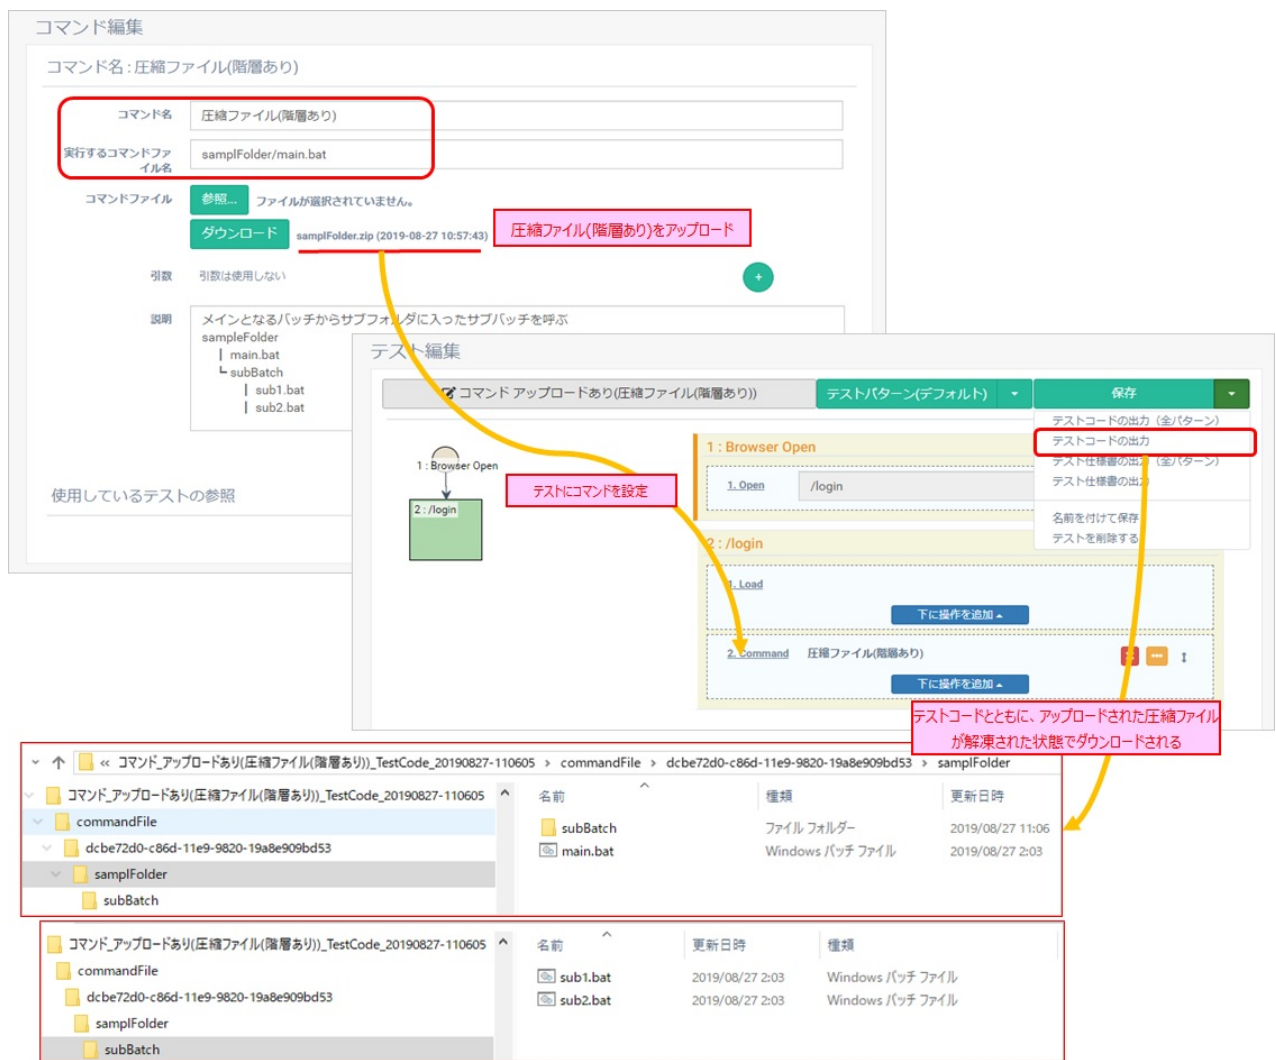 コマンド編集
コマンド名 : 圧縮ファイル(階層あり)
コマンド名
圧縮ファイル(階層あり)
実行するコマンドファ
イル名
samplFolder/main.bat
コマンドファイル
参照...
ファイルが選択されていません。
ダウンロード
samplFolder.zip (2019-08-27 10:57:43)
圧縮ファイル(階層あり)をアップロード
引数
引数は使用しない
+
説明
メインとなるバッチからサブフォルダに入ったサブバッチを呼ぶ
sampleFolder
┃ main.bat
┗ subBatch
┃ sub1.bat
┃ sub2.bat
使用しているテストの参照
テスト編集
コマンド アップロードあり(圧縮ファイル(階層あり))
テストパターン(デフォルト)
保存
テストコードの出力（全パターン）
テストコードの出力
テスト仕様書の出力（全パターン）
テスト仕様書の出力
名前を付けて保存
テストを削除する
1 : Browser Open
2 : /login
テストにコマンドを設定
1 : Browser Open
1. Open
/login
2 : /login
1. Load
下に操作を追加
2. Command
圧縮ファイル(階層あり)
下に操作を追加
テストコードとともに、アップロードされた圧縮ファイル
が解凍された状態でダウンロードされる
« コマンド_アップロードあり(圧縮ファイル(階層あり))_TestCode_20190827-110605 › commandFile › dcbe72d0-c86d-11e9-9820-19a8e909bd53 › samplFolder
コマンド_アップロードあり(圧縮ファイル(階層あり))_TestCode_20190827-110605
commandFile
dcbe72d0-c86d-11e9-9820-19a8e909bd53
samplFolder
subBatch
名前 種類 更新日時
subBatch ファイル フォルダー 2019/08/27 11:06
main.bat Windows バッチ ファイル 2019/08/27 2:03
コマンド_アップロードあり(圧縮ファイル(階層あり))_TestCode_20190827-110605
commandFile
dcbe72d0-c86d-11e9-9820-19a8e909bd53
samplFolder
subBatch
名前 更新日時 種類
sub1.bat 2019/08/27 2:03 Windows バッチ ファイル
sub2.bat 2019/08/27 2:03 Windows バッチ ファイル